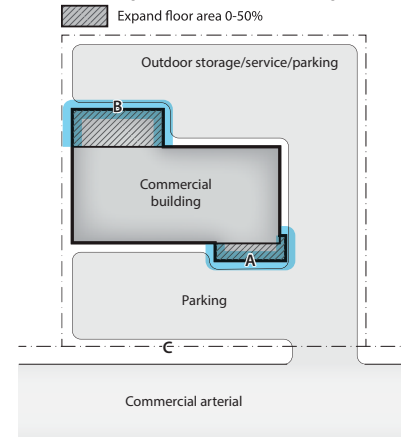 Expand floor area 0-50%
Outdoor storage/service/parking
B
Commercial
building
A
Parking
C
Commercial arterial